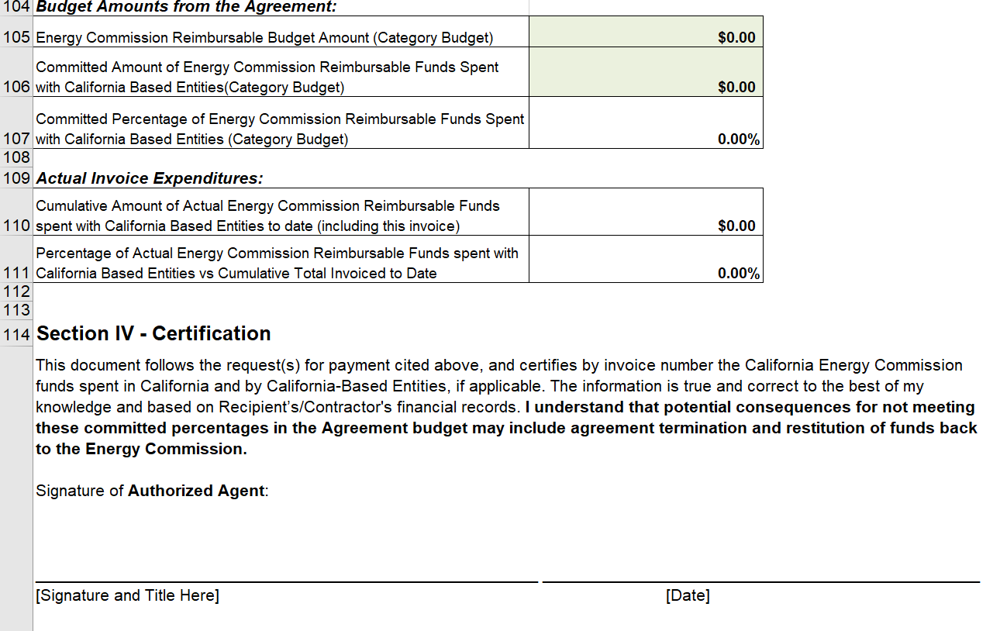 104 Budget Amounts from the Agreement:
105 Energy Commission Reimbursable Budget Amount (Category Budget) $0.00
Committed Amount of Energy Commission Reimbursable Funds Spent
106 with California Based Entities(Category Budget) $0.00
Committed Percentage of Energy Commission Reimbursable Funds Spent
107 with California Based Entities (Category Budget) 0.00%
108
109 Actual Invoice Expenditures:
Cumulative Amount of Actual Energy Commission Reimbursable Funds
110 spent with California Based Entities to date (including this invoice) $0.00
Percentage of Actual Energy Commission Reimbursable Funds spent with
111 California Based Entities vs Cumulative Total Invoiced to Date 0.00%
112
113
114 Section IV - Certification
This document follows the request(s) for payment cited above, and certifies by invoice number the California Energy Commission
funds spent in California and by California-Based Entities, if applicable. The information is true and correct to the best of my
knowledge and based on Recipient’s/Contractor's financial records. I understand that potential consequences for not meeting
these committed percentages in the Agreement budget may include agreement termination and restitution of funds back
to the Energy Commission.
Signature of Authorized Agent:
[Signature and Title Here] [Date]